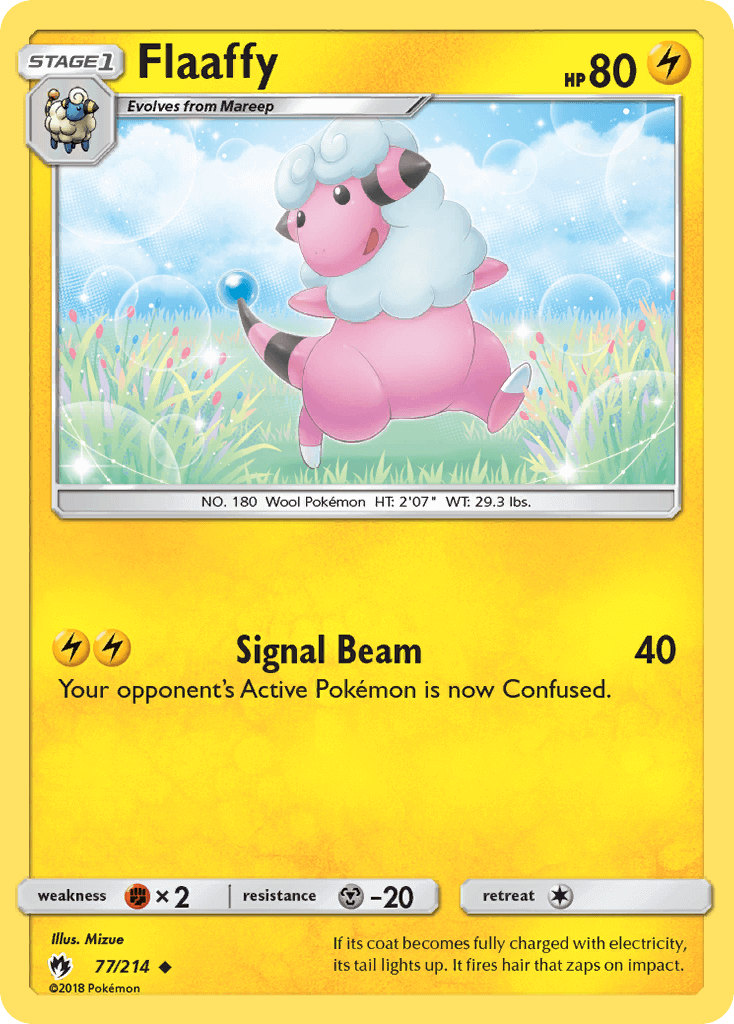 STAGE1
Flaaffy
HP 80
Evolves from Mareep
NO. 180 Wool Pokémon HT: 2'07" WT: 29.3 lbs.
Signal Beam 40
Your opponent's Active Pokémon is now Confused.
weakness ×2 resistance -20 retreat
Illus. Mizue
77/214
©2018 Pokémon
If its coat becomes fully charged with electricity,
its tail lights up. It fires hair that zaps on impact.